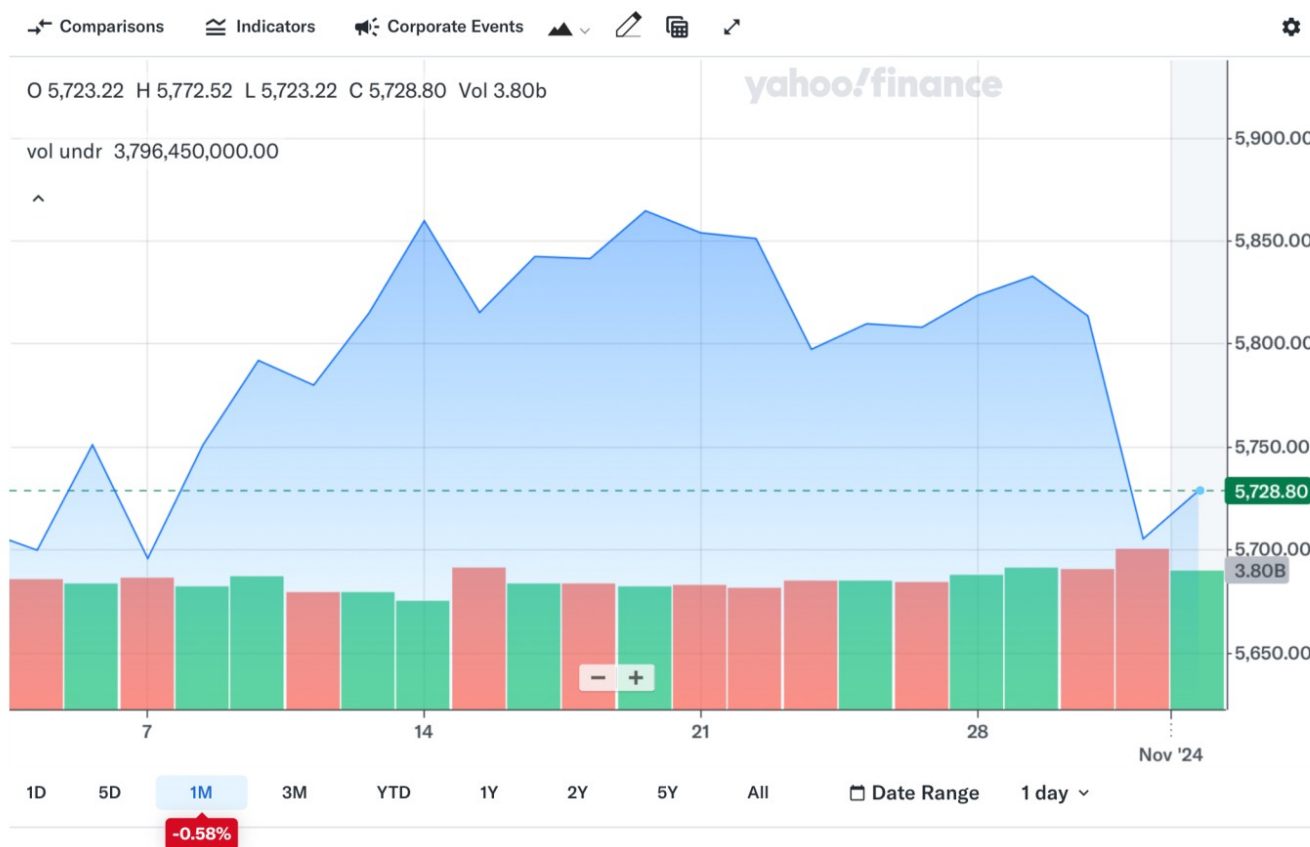 Comparisons Indicators Corporate Events
O 5,723.22 H 5,772.52 L 5,723.22 C 5,728.80 Vol 3.80b
yahoo!finance
vol undr 3,796,450,000.00
5,900.00
5,850.00
5,800.00
5,750.00
5,728.80
5,700.00
3.80B
5,650.00
7 14 21 28
Nov '24
1D 5D 1M 3M YTD 1Y 2Y 5Y All Date Range 1 day
-0.58%